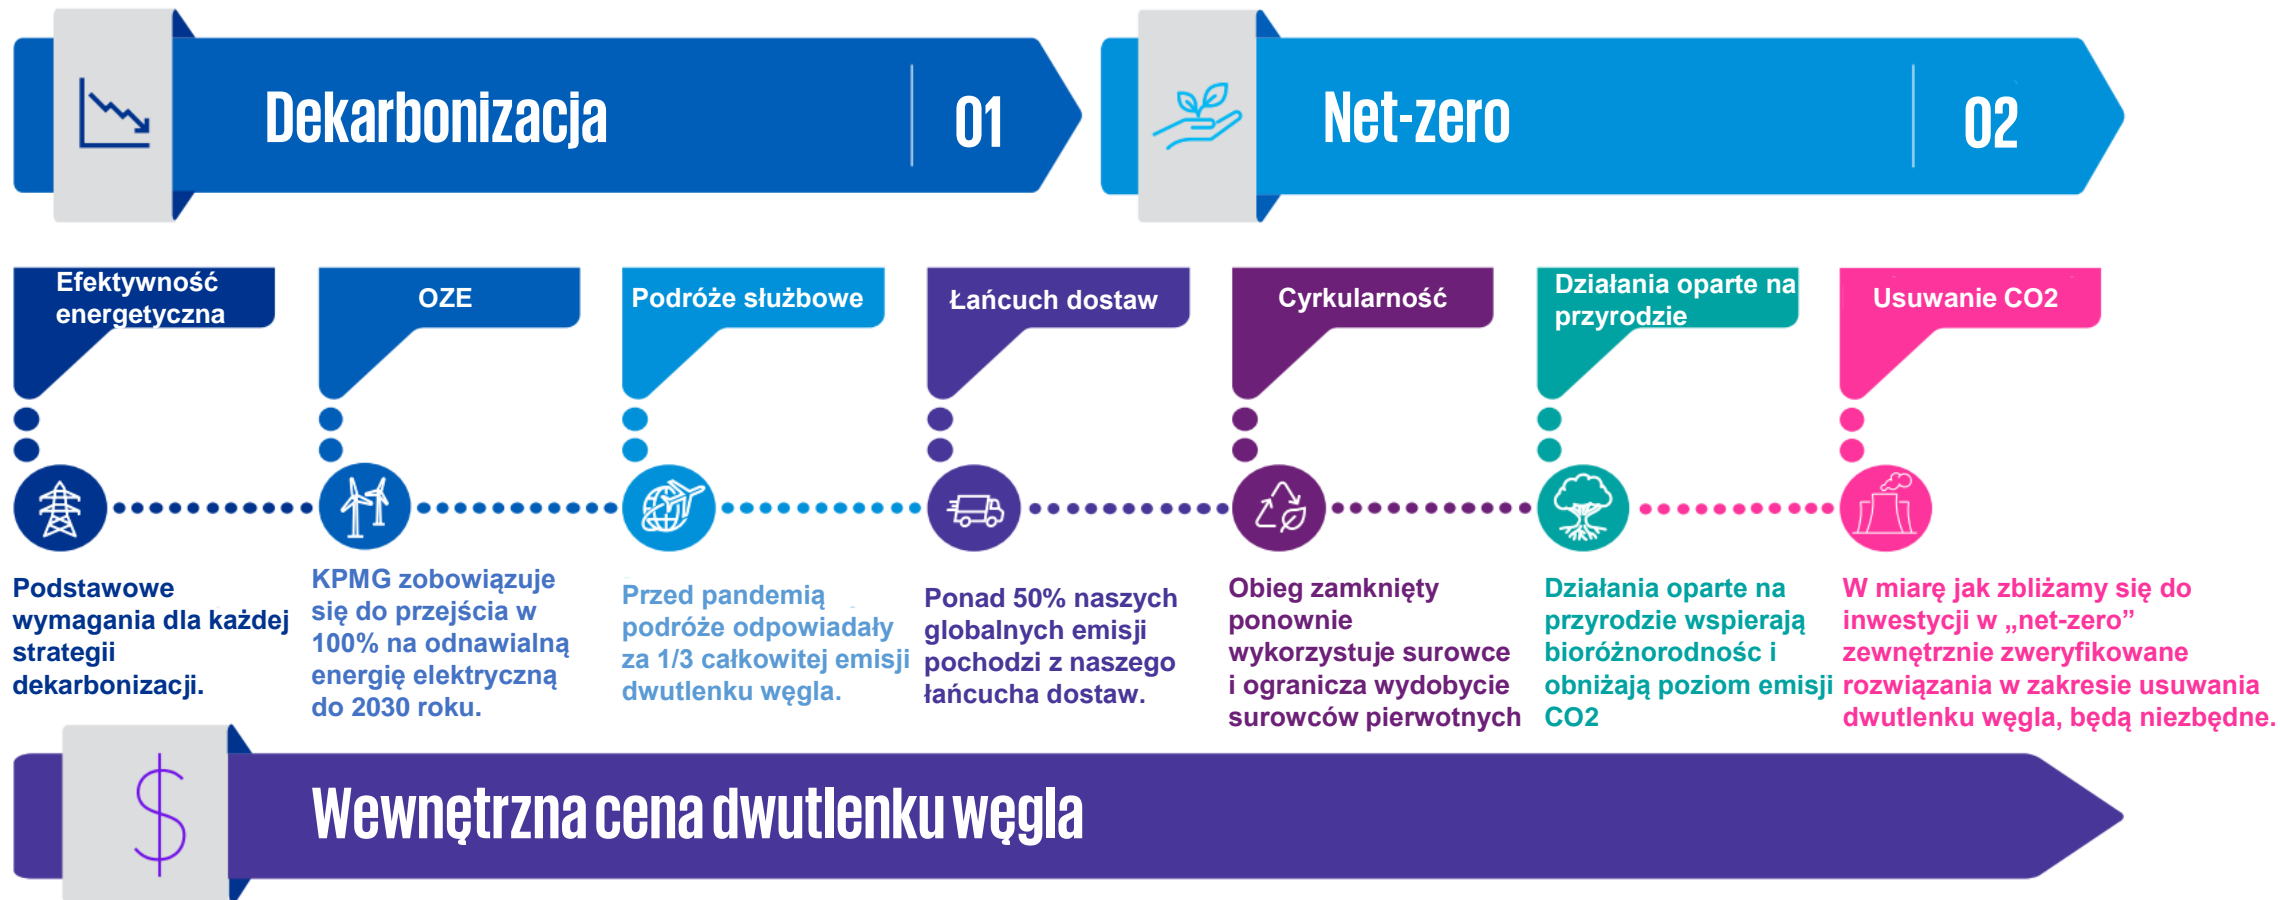 Dekarbonizacja
01
Net-zero
02
Efektywność
energetyczna
OZE
Podróże służbowe
Łańcuch dostaw
Cyrkularność
Działania oparte na
przyrodzie
Usuwanie CO2
Podstawowe
wymagania dla każdej
strategii
dekarbonizacji.
KPMG zobowiązuje
się do przejścia w
100% na odnawialną
energię elektryczną
do 2030 roku.
Przed pandemią
podróże odpowiadały
za 1/3 całkowitej emisji
dwutlenku węgla.
Ponad 50% naszych
globalnych emisji
pochodzi z naszego
łańcucha dostaw.
Obieg zamknięty
ponownie
wykorzystuje surowce
i ogranicza wydobycie
surowców pierwotnych
Działania oparte na
przyrodzie wspierają
bioróżnorodnośc i
obniżają poziom emisji
CO2
W miarę jak zbliżamy się do
inwestycji w „net-zero”
zewnętrznie zweryfikowane
rozwiązania w zakresie usuwania
dwutlenku węgla, będą niezbędne.
$
Wewnętrzna cena dwutlenku węgla